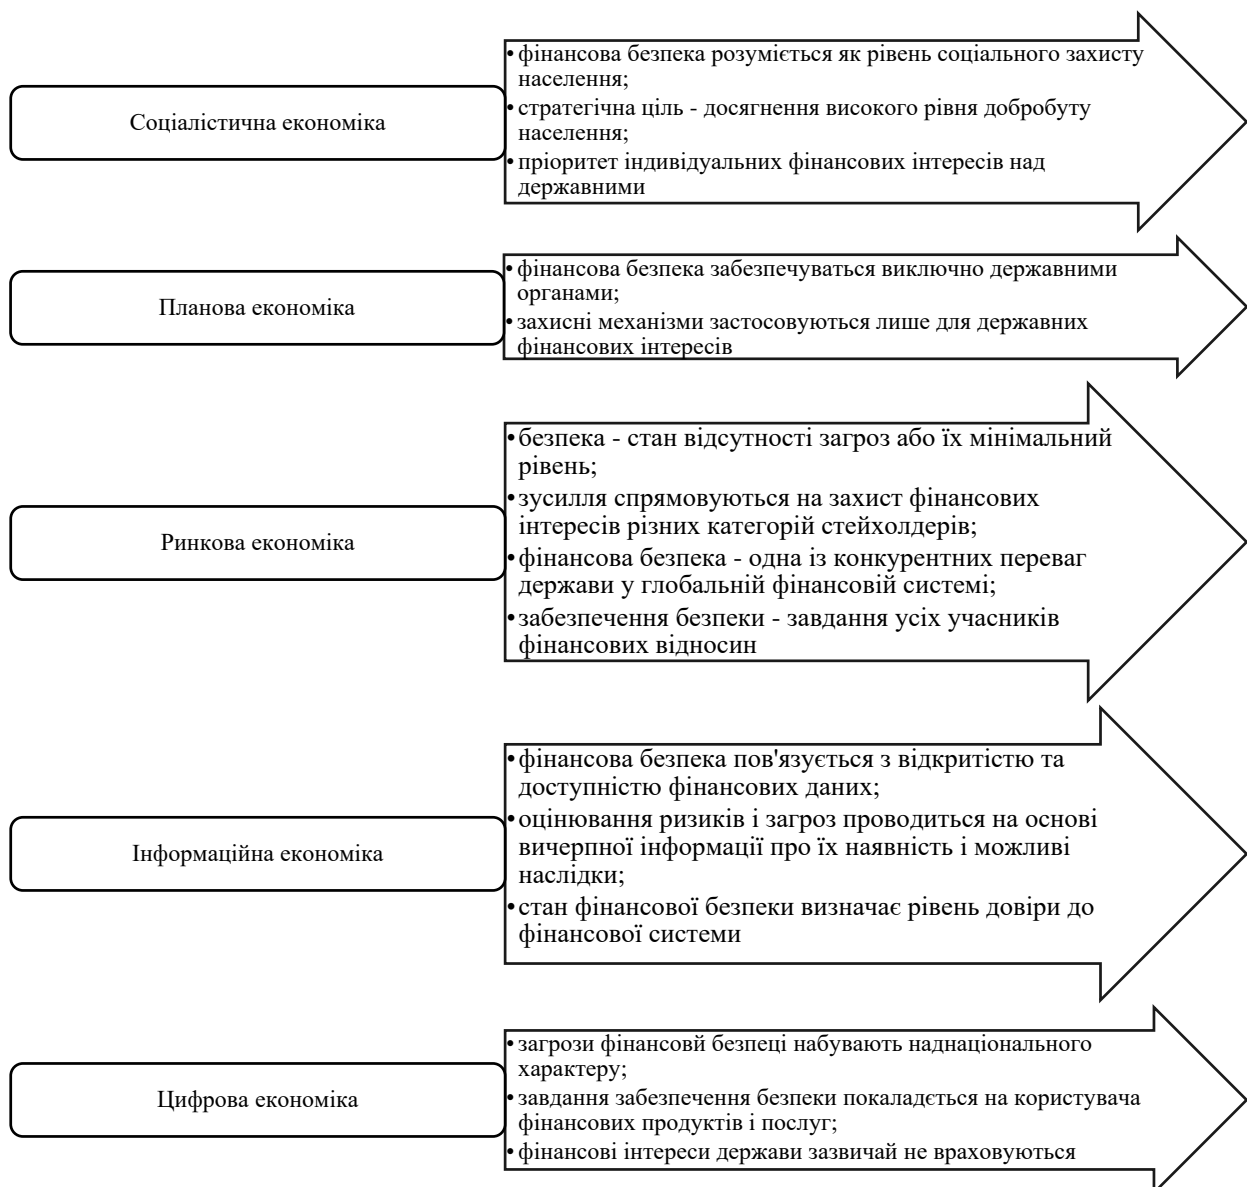 Соціалістична економіка
• фінансова безпека розуміється як рівень соціального захисту
населення;
• стратегічна ціль - досягнення високого рівня добробуту
населення;
• пріоритет індивідуальних фінансових інтересів над
державними
Планова економіка
• фінансова безпека забезпечуваться виключно державними
органами;
• захисні механізми застосовуються лише для державних
фінансових інтересів
Ринкова економіка
• безпека - стан відсутності загроз або їх мінімальний
рівень;
• зусилля спрямовуються на захист фінансових
інтересів різних категорій стейхолдерів;
• фінансова безпека - одна із конкурентних переваг
держави у глобальній фінансовій системі;
• забезпечення безпеки - завдання усіх учасників
фінансових відносин
Інформаційна економіка
• фінансова безпека пов'язується з відкритістю та
доступністю фінансових даних;
• оцінювання ризиків і загроз проводиться на основі
вичерпної інформації про їх наявність і можливі
наслідки;
• стан фінансової безпеки визначає рівень довіри до
фінансової системи
Цифрова економіка
• загрози фінансовй безпеці набувають наднаціонального
характеру;
• завдання забезпечення безпеки покаладється на користувача
фінансових продуктів і послуг;
• фінансові інтереси держави зазвичай не враховуються